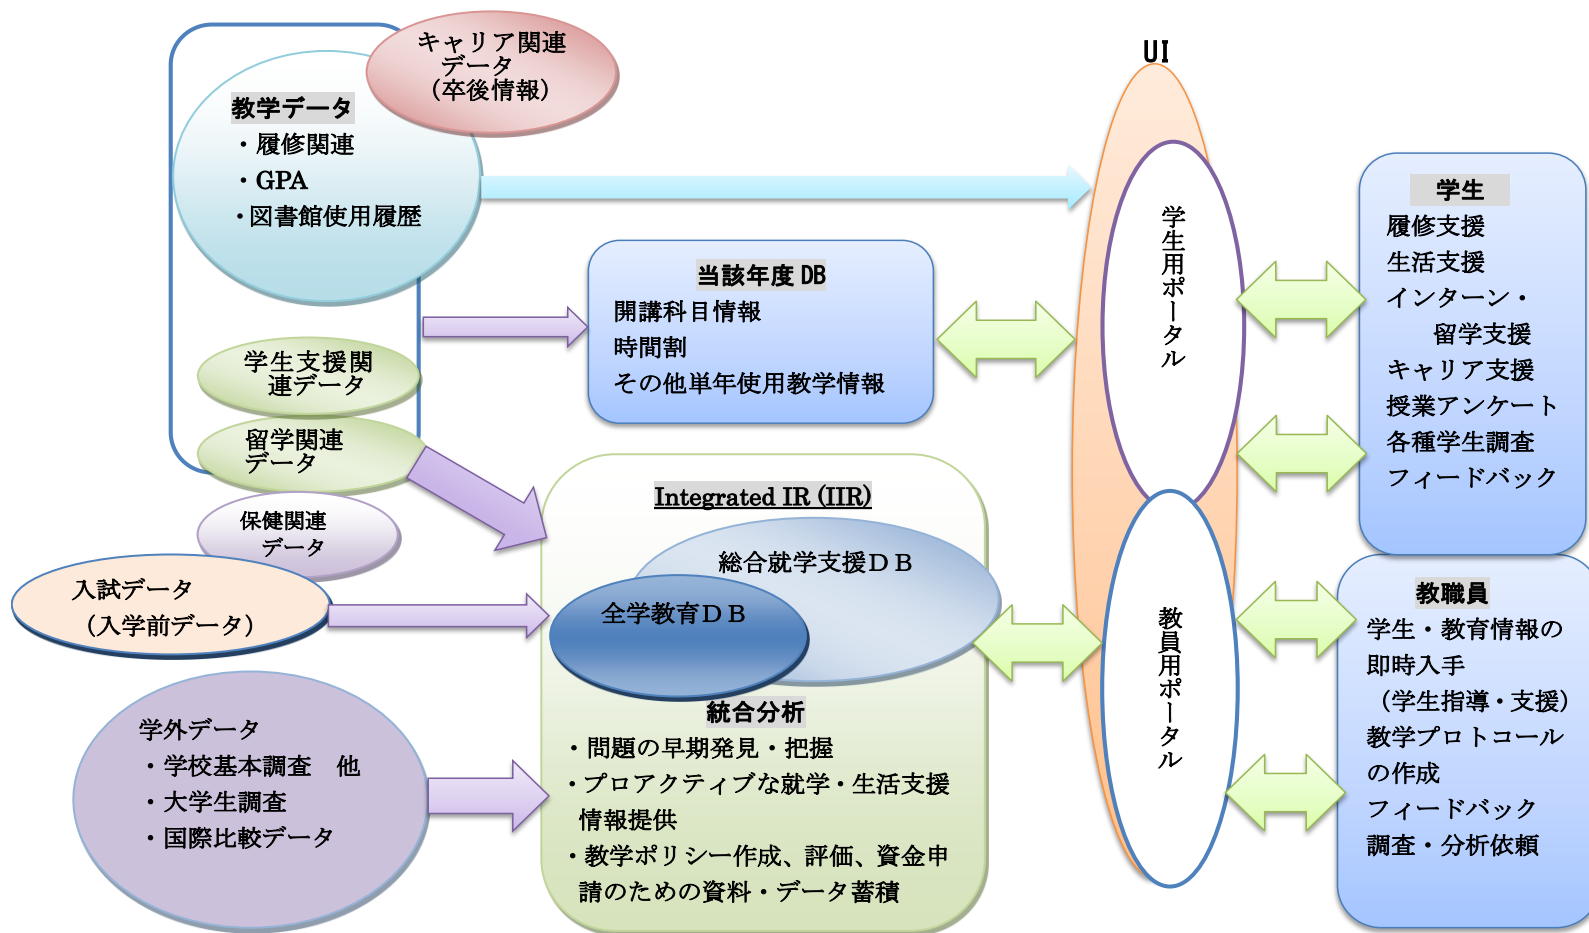 キャリア関連
データ
（卒後情報）
教学データ
・履修関連
・GPA
・図書館使用履歴
学生支援関
連データ
留学関連
データ
保健関連
データ
入試データ
（入学前データ）
学外データ
・学校基本調査　他
・大学生調査
・国際比較データ
当該年度 DB
開講科目情報
時間割
その他単年使用教学情報
Integrated IR (IIR)
総合就学支援ＤＢ
全学教育ＤＢ
統合分析
・問題の早期発見・把握
・プロアクティブな就学・生活支援
情報提供
・教学ポリシー作成、評価、資金申
請のための資料・データ蓄積
UI
学生用ポータル
教員用ポータル
学生
履修支援
生活支援
インターン・
留学支援
キャリア支援
授業アンケート
各種学生調査
フィードバック
教職員
学生・教育情報の
即時入手
（学生指導・支援）
教学プロトコール
の作成
フィードバック
調査・分析依頼